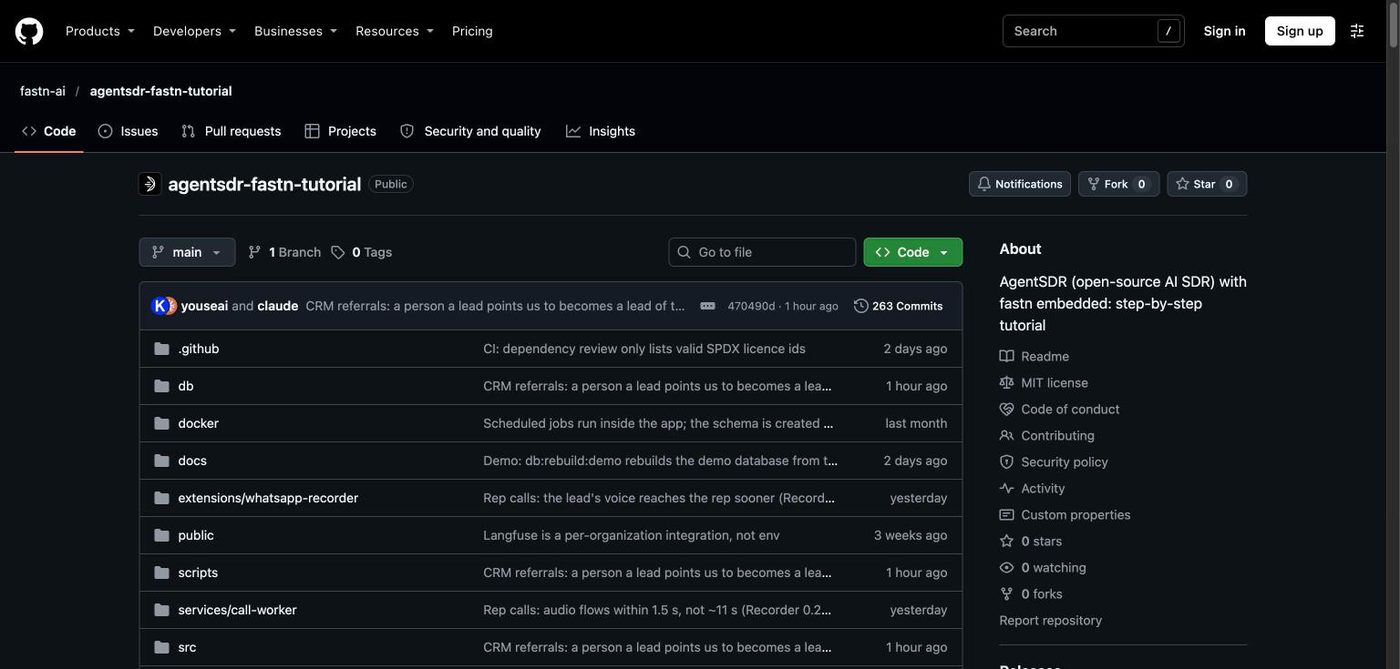 Products Developers Businesses Resources Pricing Search / Sign in Sign up
fastn-ai / agentsdr-fastn-tutorial
Code Issues Pull requests Projects Security and quality Insights
agentsdr-fastn-tutorial Public Notifications Fork 0 Star 0
main 1 Branch 0 Tags Go to file Code
About
AgentSDR (open-source AI SDR) with
fastn embedded: step-by-step
tutorial
youseai and claude CRM referrals: a person a lead points us to becomes a lead of t... 470490d · 1 hour ago 263 Commits
.github CI: dependency review only lists valid SPDX licence ids 2 days ago
db CRM referrals: a person a lead points us to becomes a lea... 1 hour ago
docker Scheduled jobs run inside the app; the schema is created ... last month
docs Demo: db:rebuild:demo rebuilds the demo database from t... 2 days ago
extensions/whatsapp-recorder Rep calls: the lead's voice reaches the rep sooner (Record... yesterday
public Langfuse is a per-organization integration, not env 3 weeks ago
scripts CRM referrals: a person a lead points us to becomes a lea... 1 hour ago
services/call-worker Rep calls: audio flows within 1.5 s, not ~11 s (Recorder 0.2... yesterday
src CRM referrals: a person a lead points us to becomes a lea... 1 hour ago
Readme
MIT license
Code of conduct
Contributing
Security policy
Activity
Custom properties
0 stars
0 watching
0 forks
Report repository